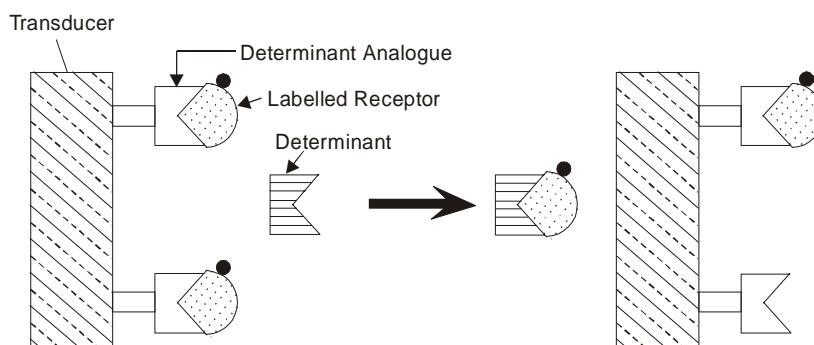 Transducer
Determinant Analogue
Labelled Receptor
Determinant